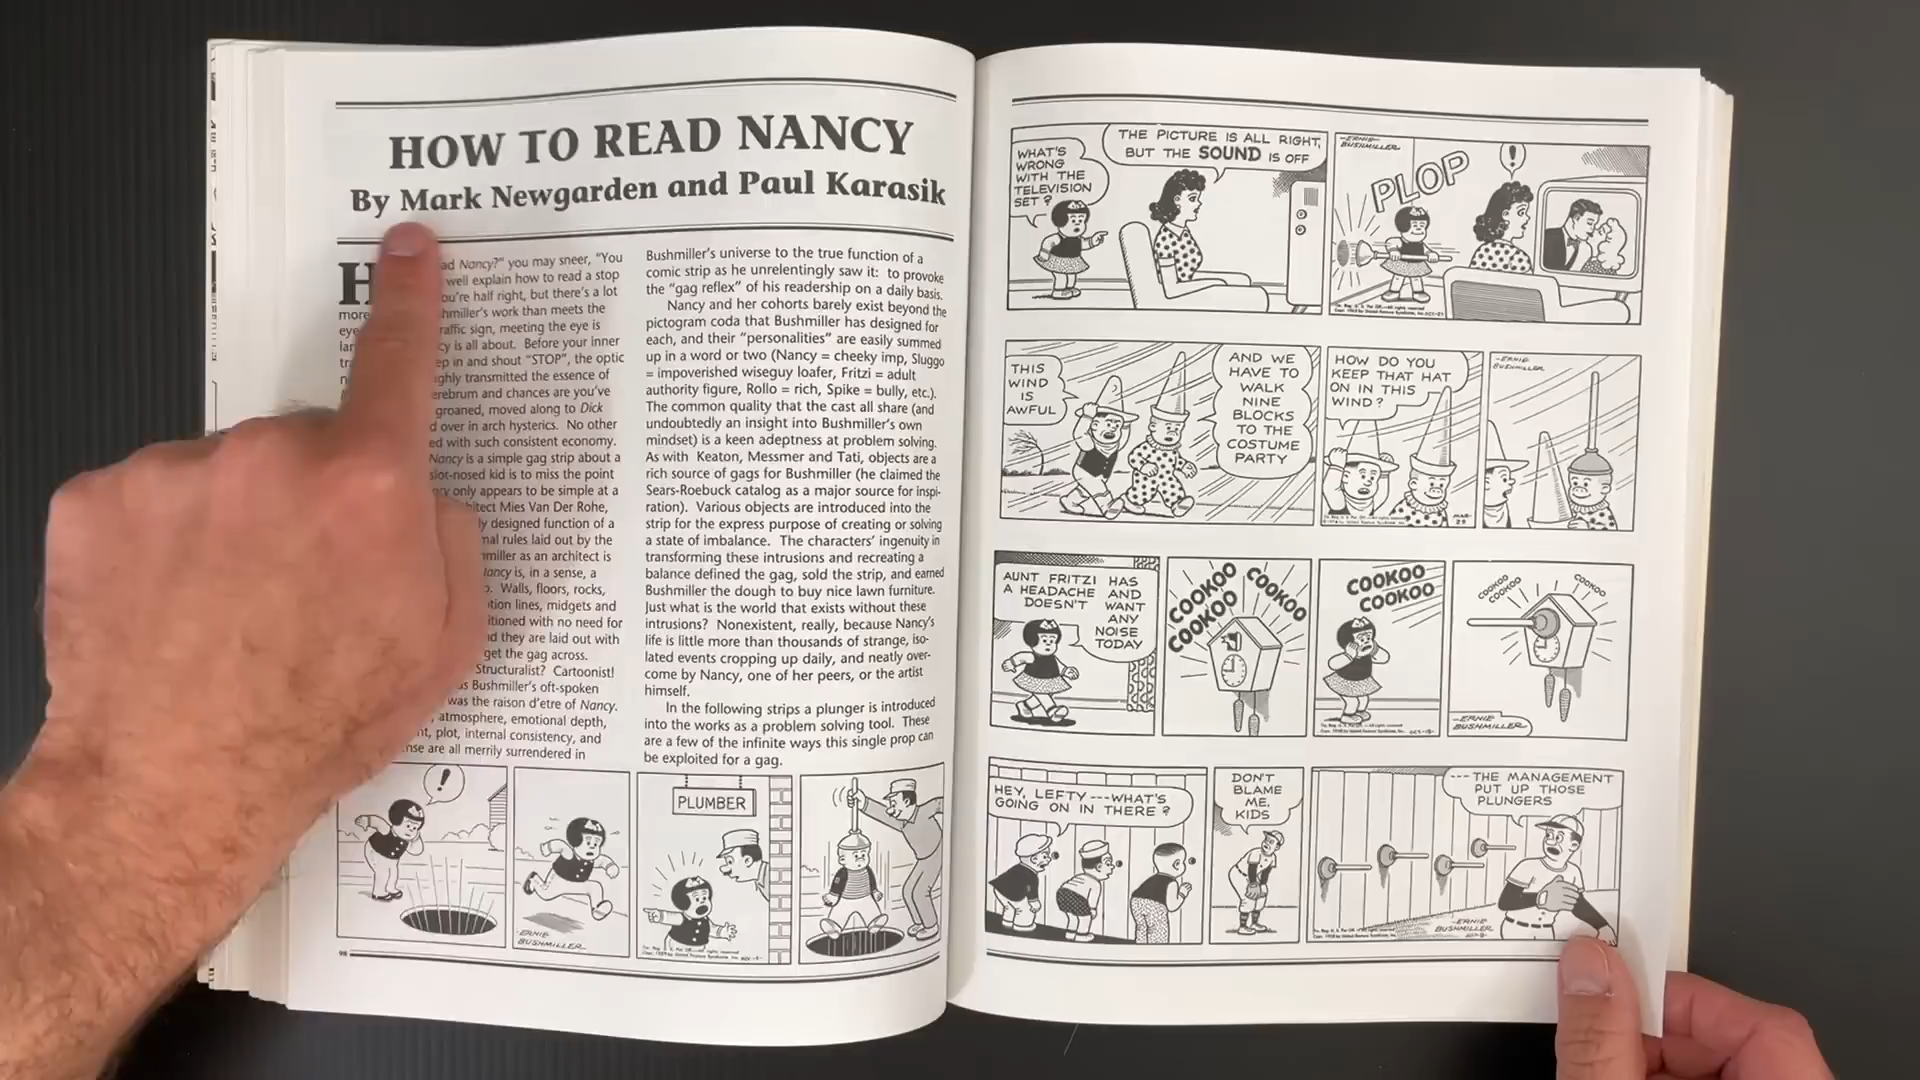 HOW TO READ NANCY
By Mark Newgarden and Paul Karasik
H
ad Nancy?" you may sneer, "You
well explain how to read a stop
ou're half right, but there's a lot
more hmiller's work than meets the
eye raffic sign, meeting the eye is
cy is all about. Before your inner
ep in and shout "STOP", the optic
ghly transmitted the essence of
erebrum and chances are you've
groaned, moved along to Dick
d over in arch hysterics. No other
ed with such consistent economy.
Nancy is a simple gag strip about a
slot-nosed kid is to miss the point
only appears to be simple at a
hitect Mies Van Der Rohe,
ly designed function of a
nal rules laid out by the
hmiller as an architect is
Nancy is, in a sense, a
Walls, floors, rocks,
tion lines, midgets and
itioned with no need for
nd they are laid out with
get the gag across.
Structuralist? Cartoonist!
as Bushmiller's oft-spoken
was the raison d'etre of Nancy.
, atmosphere, emotional depth,
nt, plot, internal consistency, and
nse are all merrily surrendered in
Bushmiller's universe to the true function of a
comic strip as he unrelentingly saw it: to provoke
the "gag reflex" of his readership on a daily basis.
Nancy and her cohorts barely exist beyond the
pictogram coda that Bushmiller has designed for
each, and their "personalities" are easily summed
up in a word or two (Nancy = cheeky imp, Sluggo
= impoverished wiseguy loafer, Fritzi = adult
authority figure, Rollo = rich, Spike = bully, etc.).
The common quality that the cast all share (and
undoubtedly an insight into Bushmiller's own
mindset) is a keen adeptness at problem solving.
As with Keaton, Messmer and Tati, objects are a
rich source of gags for Bushmiller (he claimed the
Sears-Roebuck catalog as a major source for inspi-
ration). Various objects are introduced into the
strip for the express purpose of creating or solving
a state of imbalance. The characters' ingenuity in
transforming these intrusions and recreating a
balance defined the gag, sold the strip, and earned
Bushmiller the dough to buy nice lawn furniture.
Just what is the world that exists without these
intrusions? Nonexistent, really, because Nancy's
life is little more than thousands of strange, iso-
lated events cropping up daily, and neatly over-
come by Nancy, one of her peers, or the artist
himself.
In the following strips a plunger is introduced
into the works as a problem solving tool. These
are a few of the infinite ways this single prop can
be exploited for a gag.
!
-ERNIE
BUSHMILLER-
PLUMBER
98
WHAT'S
WRONG
WITH THE
TELEVISION
SET?
THE PICTURE IS ALL RIGHT,
BUT THE SOUND IS OFF
-ERNIE-
BUSHMILLER
PLOP
!
THIS
WIND
IS
AWFUL
AND WE
HAVE TO
WALK
NINE
BLOCKS
TO THE
COSTUME
PARTY
HOW DO YOU
KEEP THAT HAT
ON IN THIS
WIND?
-ERNIE
BUSHMILLER-
AUNT FRITZI HAS
A HEADACHE AND
DOESN'T WANT
ANY
NOISE
TODAY
COOKOO
COOKOO
COOKOO
COOKOO
COOKOO
COOKOO
COOKOO
COOKOO
-ERNIE
BUSHMILLER-
HEY, LEFTY---WHAT'S
GOING ON IN THERE?
DON'T
BLAME
ME,
KIDS
---THE MANAGEMENT
PUT UP THOSE
PLUNGERS
-ERNIE
BUSHMILLER